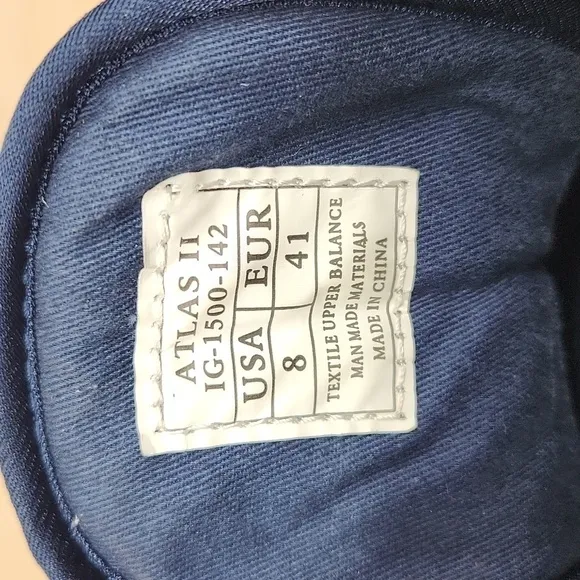 ATLAS II
IG-1500-142
USA EUR
8 41
TEXTILE UPPER BALANCE
MAN MADE MATERIALS
MADE IN CHINA